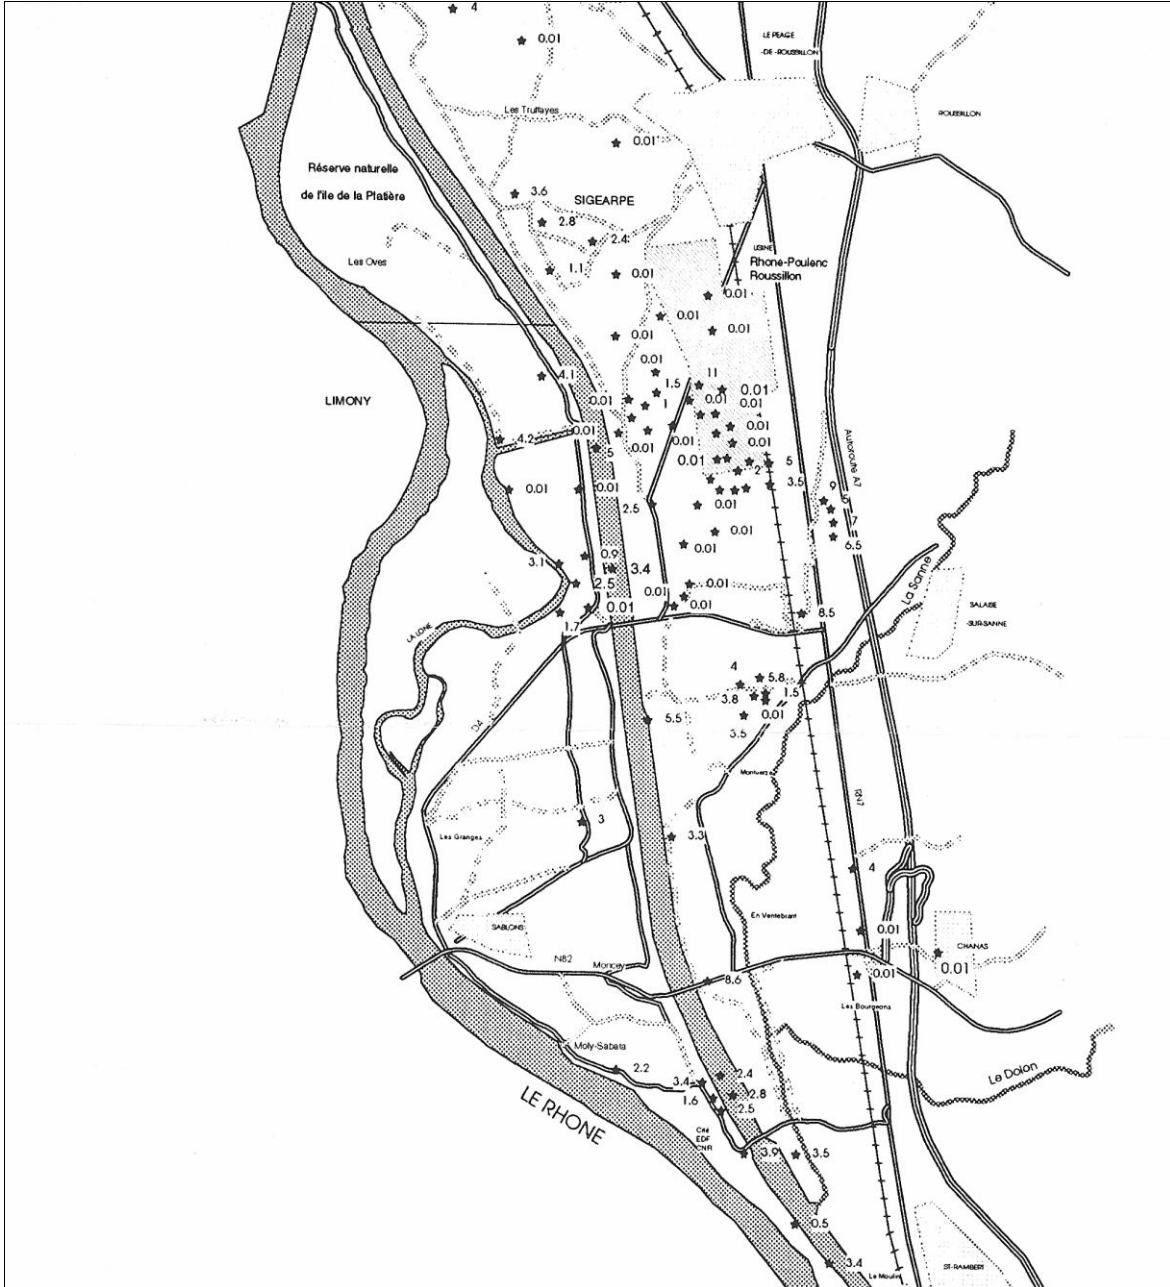 4
0.01
LE PEAGE
-DE-ROUSSILLON
Les Truffayes
ROUSSILLON
0.01
Réserve naturelle
de l'ile de la Platière
3.6
SIGEARPE
2.8
2.4
USINE
Rhone-Poulenc
Roussillon
Les Oves
1.1
0.01
0.01
0.01
0.01
0.01
0.01
4.1
1.5
11
0.01
LIMONY
0.01
1
0.01
0.01
4.2
0.01
0.01
0.01
0.01
0.01
5
0.01
5
2
Autoroute A7
0.01
0.01
3.5
9
5
2.5
0.01
7
0.01
6.5
0.01
3.1
0.9
3.4
2.5
0.01
0.01
0.01
0.01
La Sanne
SALAISE
-SUR-SANNE
8.5
LA LONE
1.7
4
5.8
1.5
3.8
0.01
5.5
3.5
D4
Montverd
RN7
3
Les Granges
3.3
4
En Ventebrant
SABLONS
0.01
CHANAS
0.01
N82
Moncey
8.6
0.01
Les Bourgeons
Moly-Sabata
2.2
Le Dolon
3.4
2.4
1.6
2.8
2.5
LE RHONE
Cité
EDF
CNR
3.9
3.5
0.5
3.4
Le Moulin
ST-RAMBERT